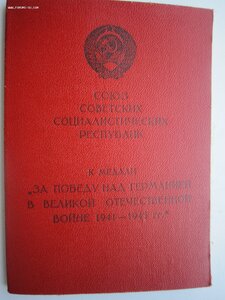 СОЮЗ
СОВЕТСКИХ
СОЦИАЛИСТИЧЕСКИХ
РЕСПУБЛИК
К МЕДАЛИ
„ЗА ПОБЕДУ НАД ГЕРМАНИЕЙ
В ВЕЛИКОЙ ОТЕЧЕСТВЕННОЙ
ВОЙНЕ 1941—1945 гг."